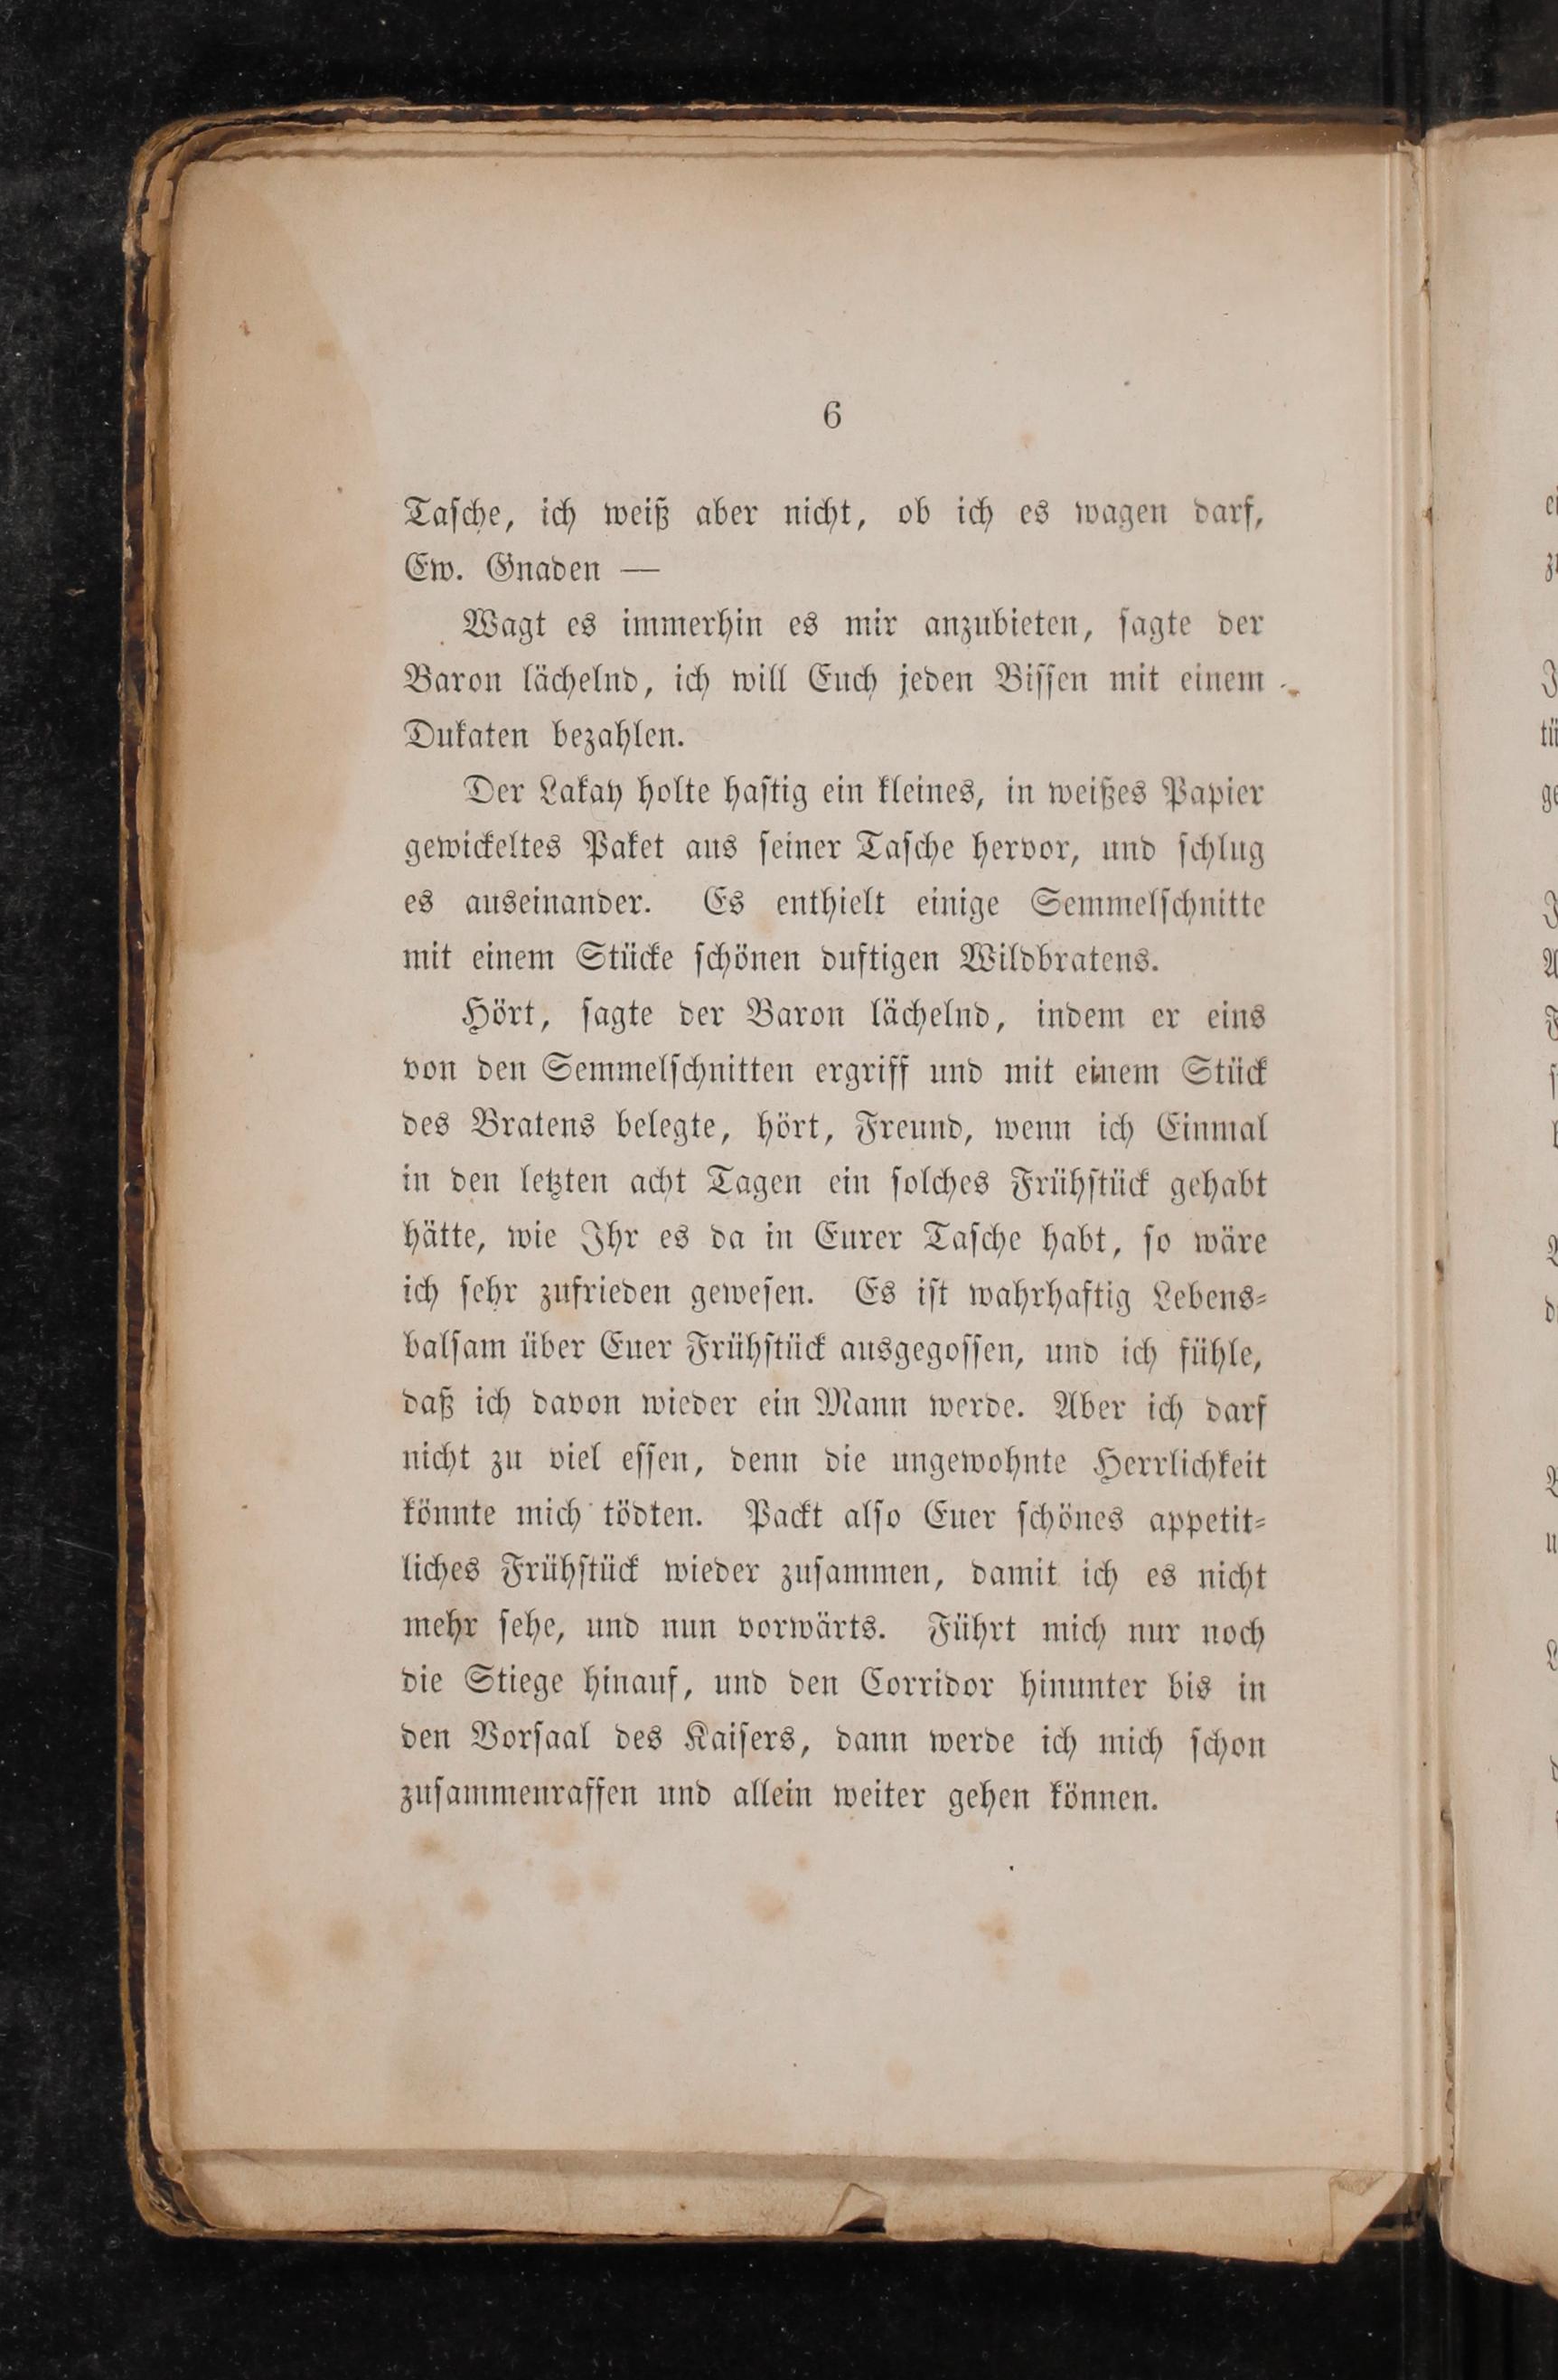 6
Tasche, ich weiß aber nicht, ob ich es wagen darf,
Ew. Gnaden —
Wagt es immerhin es mir anzubieten, sagte der
Baron lächelnd, ich will Euch jeden Bissen mit einem
Dukaten bezahlen.
Der Lakay holte hastig ein kleines, in weißes Papier
gewickeltes Paket aus seiner Tasche hervor, und schlug
es auseinander. Es enthielt einige Semmelschnitte
mit einem Stücke schönen duftigen Wildbratens.
Hört, sagte der Baron lächelnd, indem er eins
von den Semmelschnitten ergriff und mit einem Stück
des Bratens belegte, hört, Freund, wenn ich Einmal
in den letzten acht Tagen ein solches Frühstück gehabt
hätte, wie Ihr es da in Eurer Tasche habt, so wäre
ich sehr zufrieden gewesen. Es ist wahrhaftig Lebens-
balsam über Euer Frühstück ausgegossen, und ich fühle,
daß ich davon wieder ein Mann werde. Aber ich darf
nicht zu viel essen, denn die ungewohnte Herrlichkeit
könnte mich tödten. Packt also Euer schönes appetit-
liches Frühstück wieder zusammen, damit ich es nicht
mehr sehe, und nun vorwärts. Führt mich nur noch
die Stiege hinauf, und den Corridor hinunter bis in
den Vorsaal des Kaisers, dann werde ich mich schon
zusammenraffen und allein weiter gehen können.